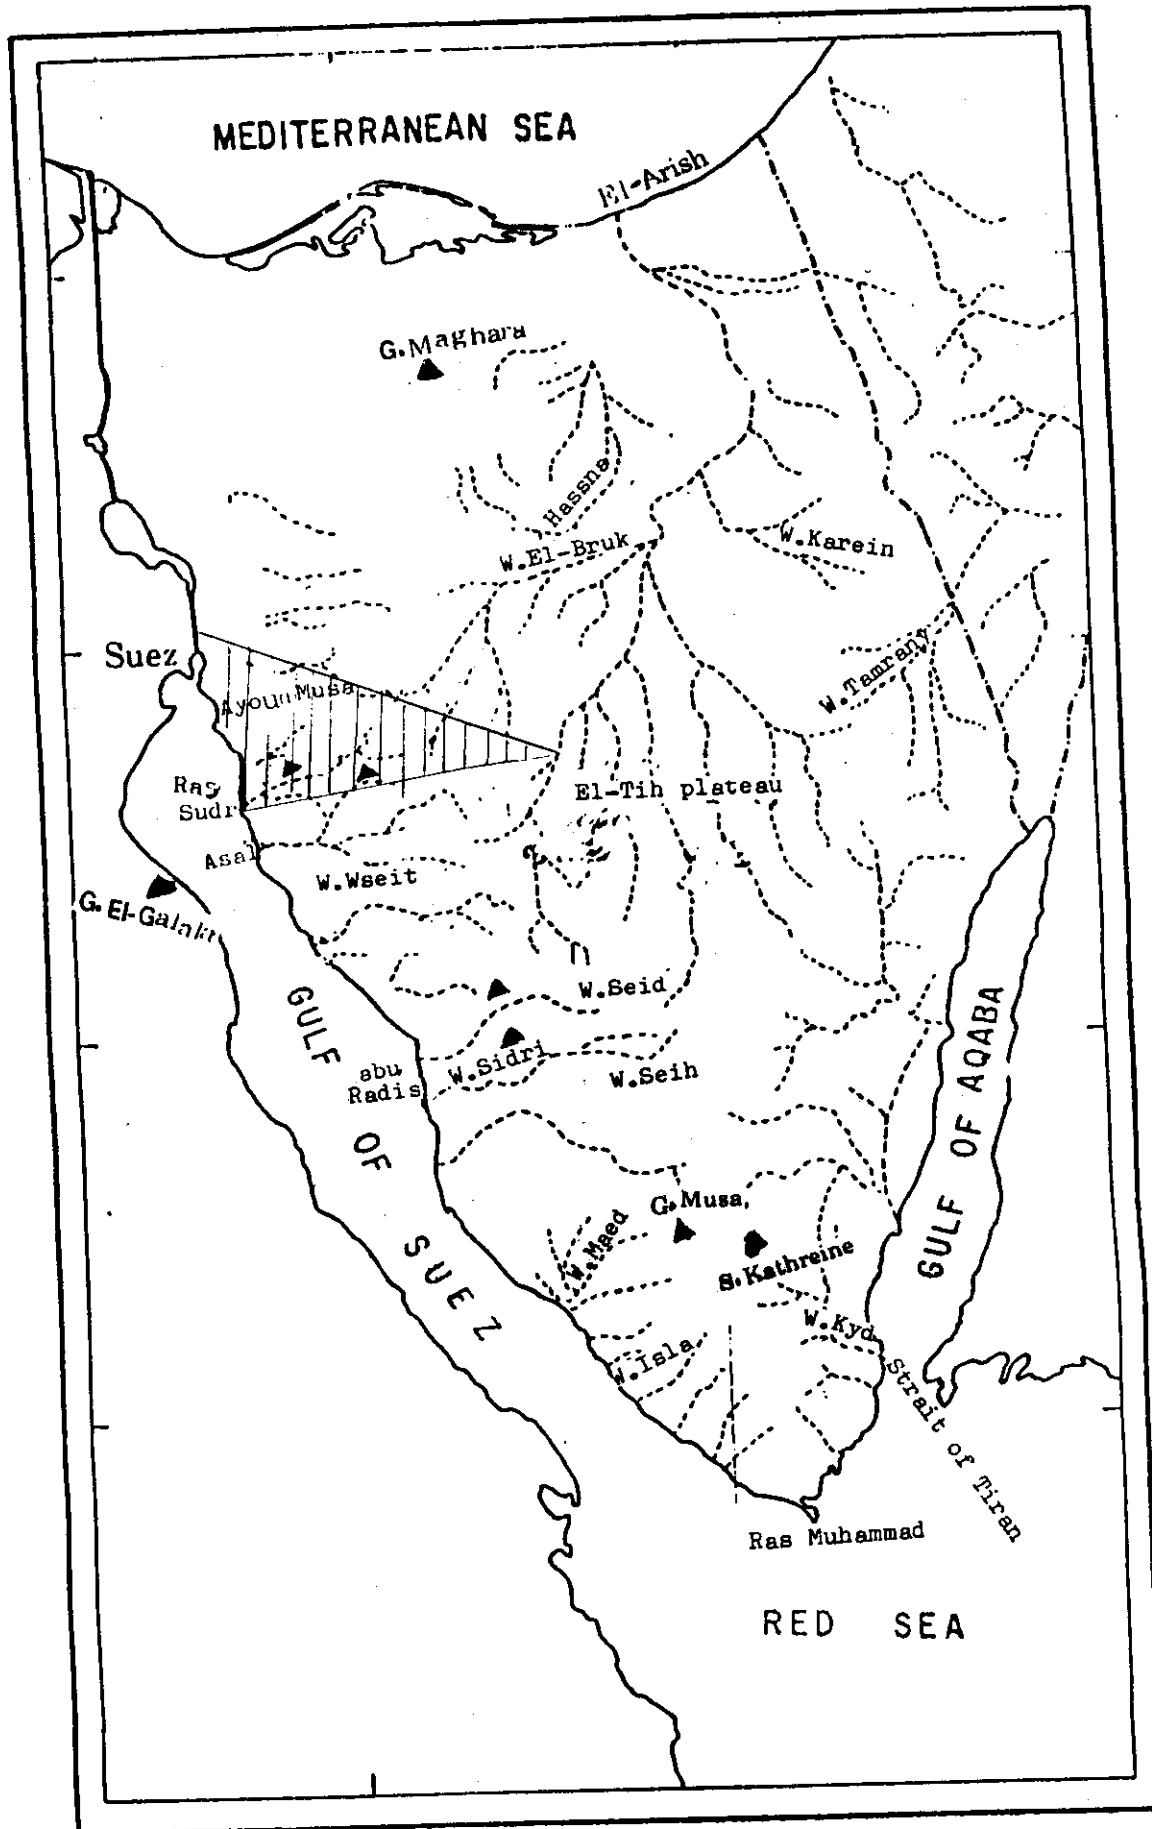 MEDITERRANEAN SEA
El-Arish
G.Maghara
Hassna
W.El-Bruk
W.Karein
Suez
Ayoun Musa
W.Tamrany
Ras
Sudr
El-Tih plateau
Asal
W.Wseit
G.El-Galala
W.Seid
GULF OF SUEZ
W.Sidri
abu
Radis
W.Seih
GULF OF AQABA
G.Musa
W.Maed
S.Kathreine
W.Kyd
W.Isla
Strait of Tiran
Ras Muhammad
RED SEA